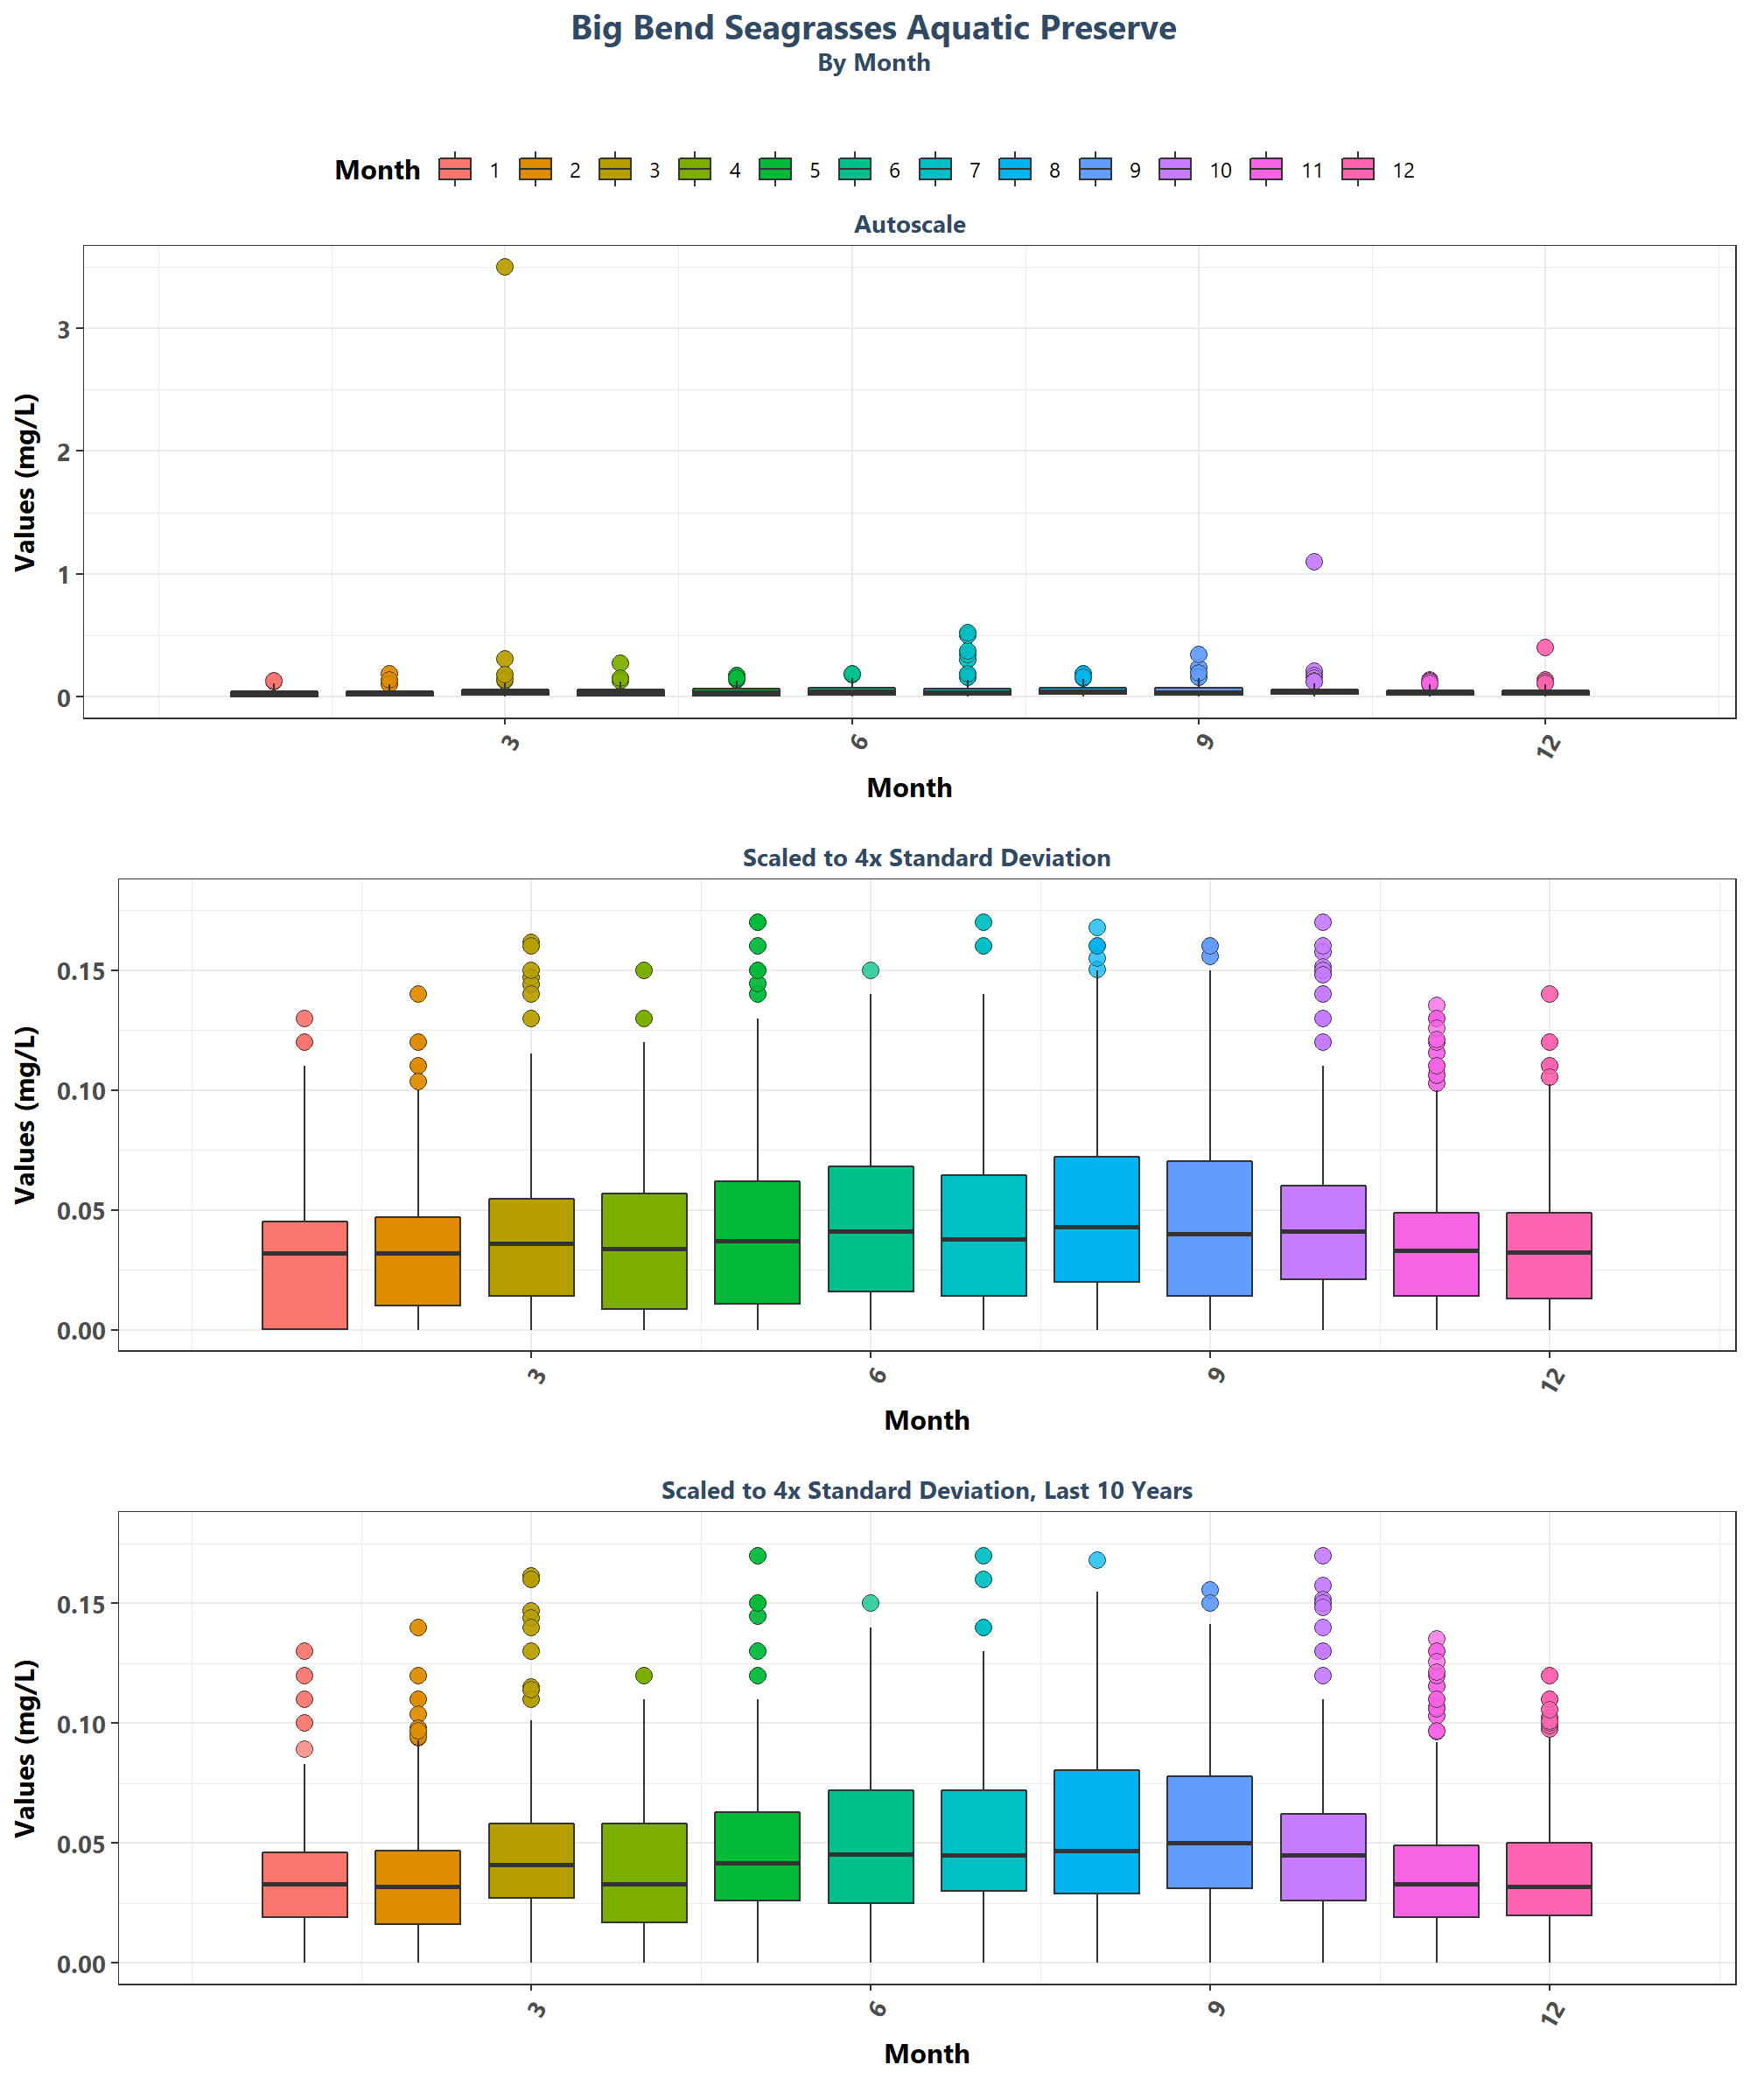 Big Bend Seagrasses Aquatic Preserve
By Month
Month 1 2 3 4 5 6 7 8 9 10 11 12
Autoscale
Values (mg/L)
3
2
1
0
3 6 9 12
Month
Scaled to 4x Standard Deviation
Values (mg/L)
0.15
0.10
0.05
0.00
3 6 9 12
Month
Scaled to 4x Standard Deviation, Last 10 Years
Values (mg/L)
0.15
0.10
0.05
0.00
3 6 9 12
Month